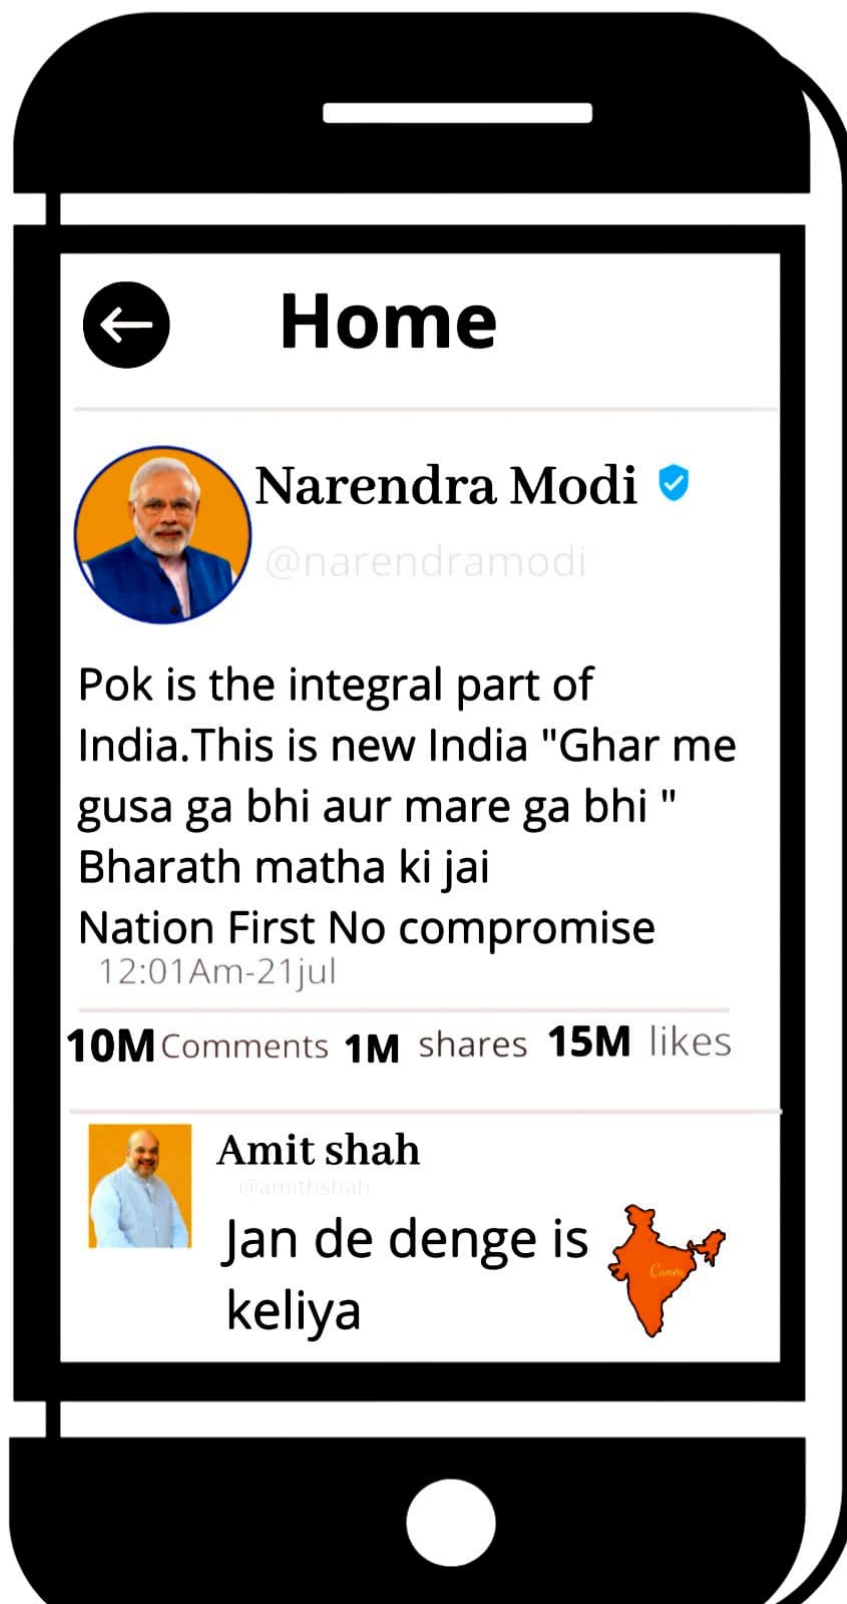 Home
Narendra Modi
@narendramodi
Pok is the integral part of
India.This is new India "Ghar me
gusa ga bhi aur mare ga bhi "
Bharath matha ki jai
Nation First No compromise
12:01Am-21jul
10M Comments 1M shares 15M likes
Amit shah
@amithshah
Jan de denge is
keliya
Canva